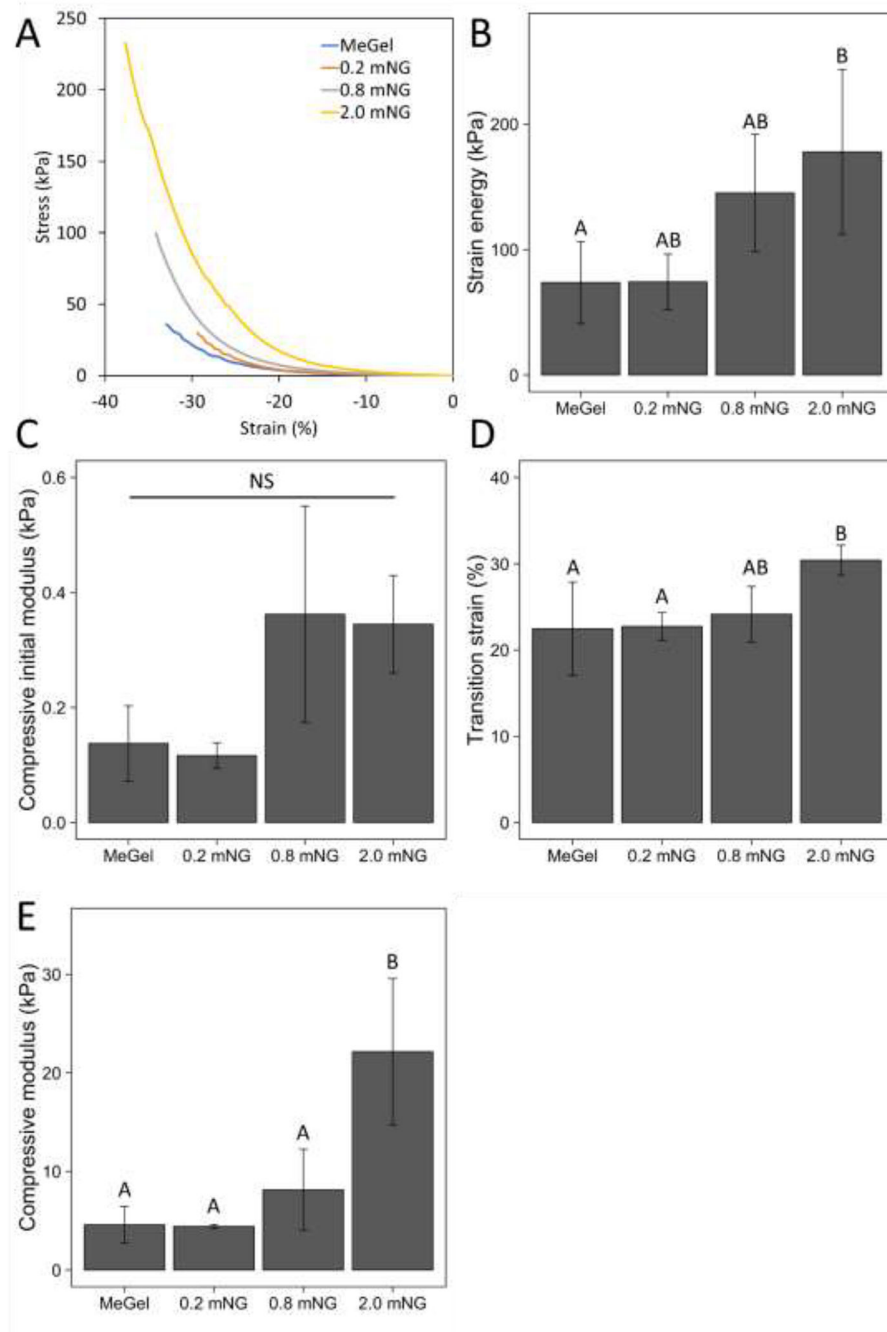 A
250
200
150
100
50
0
Stress (kPa)
-40 -30 -20 -10 0
Strain (%)
MeGel
0.2 mNG
0.8 mNG
2.0 mNG
B
Strain energy (kPa)
200
100
0
A AB AB B
MeGel 0.2 mNG 0.8 mNG 2.0 mNG
C
Compressive initial modulus (kPa)
0.6
0.4
0.2
0.0
NS
MeGel 0.2 mNG 0.8 mNG 2.0 mNG
D
Transition strain (%)
40
30
20
10
0
A A AB B
MeGel 0.2 mNG 0.8 mNG 2.0 mNG
E
Compressive modulus (kPa)
30
20
10
0
A A A B
MeGel 0.2 mNG 0.8 mNG 2.0 mNG